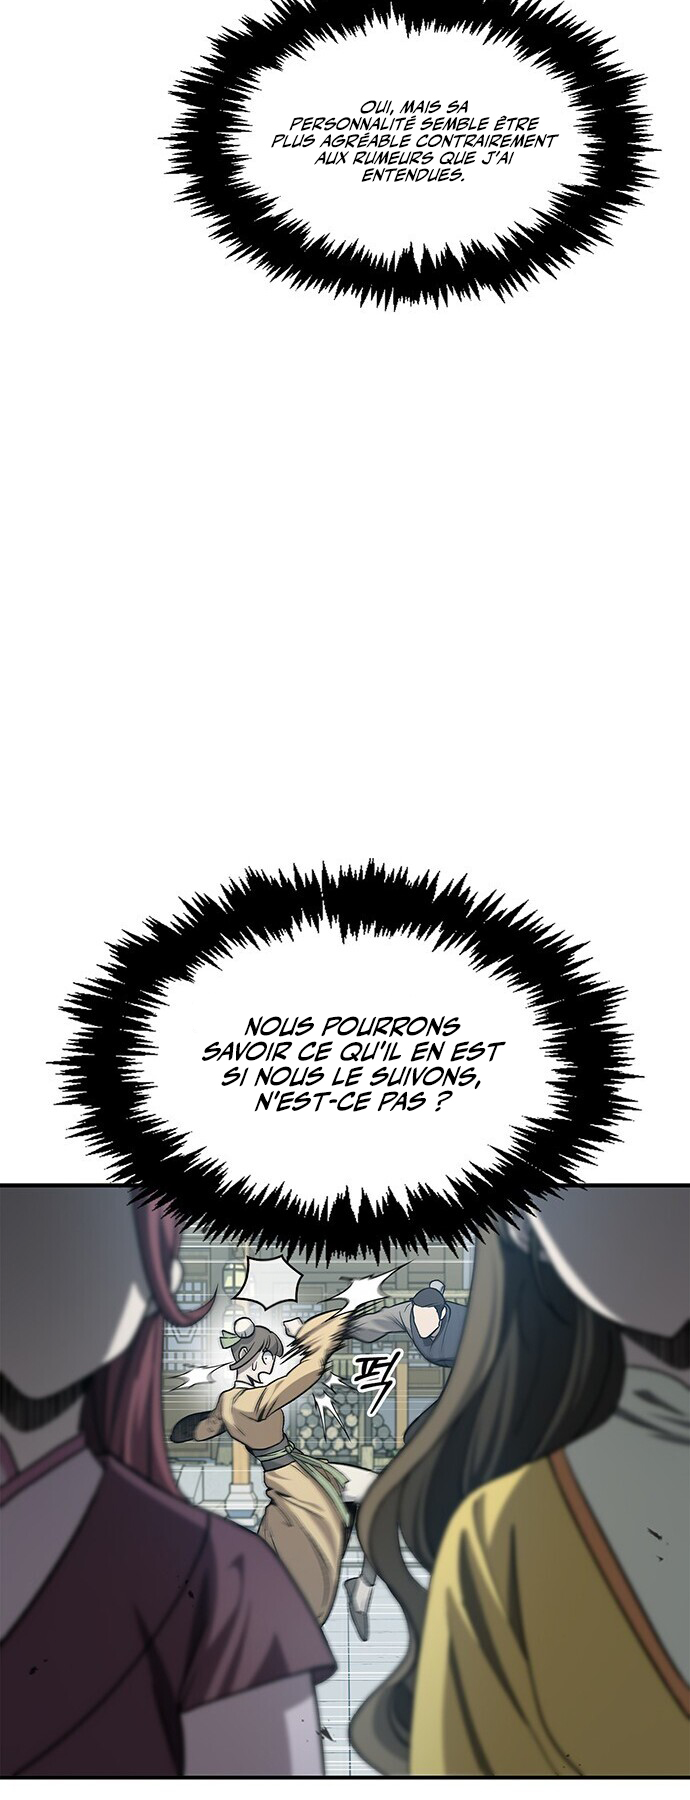 OUI, MAIS SA
PERSONNALITÉ SEMBLE ÊTRE
PLUS AGRÉABLE CONTRAIREMENT
AUX RUMEURS QUE J'AI
ENTENDUES.
NOUS POURRONS
SAVOIR CE QU'IL EN EST
SI NOUS LE SUIVONS,
N'EST-CE PAS ?
퍽